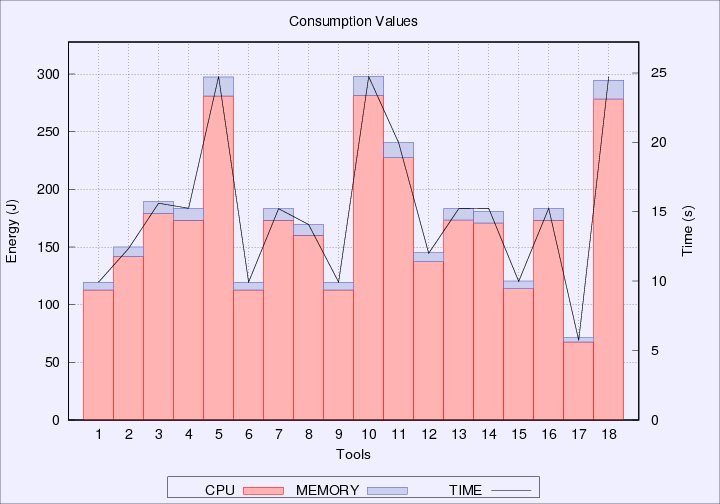 Consumption Values
300
250
200
150
100
50
0
Energy (J)
25
20
15
10
5
0
Time (s)
1 2 3 4 5 6 7 8 9 10 11 12 13 14 15 16 17 18
Tools
CPU MEMORY TIME